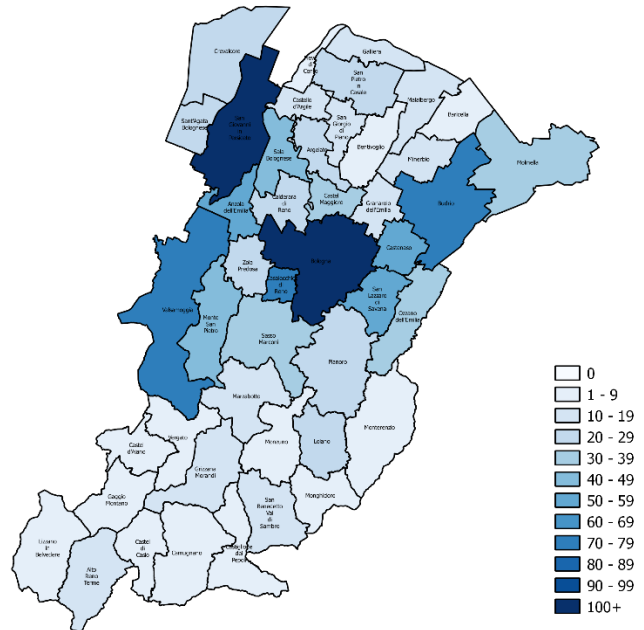 Crevalcore
Galliera
Pieve
di
Cento
San
Pietro
n
Casale
Malalbergo
Sant'Agata
Bolognese
San
Giovanni
n
Castello
d'Argile
San
Giorgio
di
Piano
Baricella
Bentivoglio
Minerbio
Molinella
Sala
Bolognese
Argelato
Anzola
dell'Emilia
Calderara
di
Reno
Castel
Maggiore
Granarolo
dell'Emilia
Budrio
Castenaso
Bologna
Zola
Predosa
Casalecchio
di
Reno
San
Lazzaro
di
Savena
Ozzano
dell'Emilia
Valsamoggia
Monte
San
Pietro
Sasso
Marconi
Pianoro
Marzabotto
Monterenzio
Vergato
Monzuno
Loiano
Castel
d'Aiano
Grizzana
Morandi
Gaggio
Montano
San
Benedetto
Val
di
Sambro
Monghidoro
Lizzano
in
Belvedere
Alto
Reno
Terme
Castel
di
Casio
Camugnano
Castiglione
dei
Pepoli
0
1 - 9
10 - 19
20 - 29
30 - 39
40 - 49
50 - 59
60 - 69
70 - 79
80 - 89
90 - 99
100+